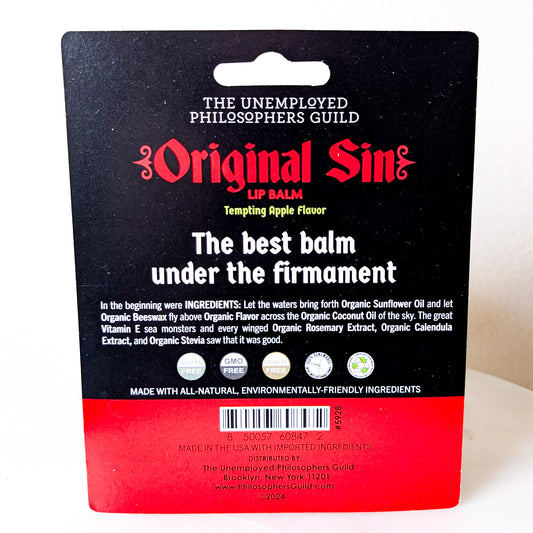 THE UNEMPLOYED
PHILOSOPHERS GUILD
Original Sin
LIP BALM
Tempting Apple Flavor
The best balm
under the firmament
In the beginning were INGREDIENTS: Let the waters bring forth Organic Sunflower Oil and let
Organic Beeswax fly above Organic Flavor across the Organic Coconut Oil of the sky. The great
Vitamin E sea monsters and every winged Organic Rosemary Extract, Organic Calendula
Extract, and Organic Stevia saw that it was good.
FREE
GMO
FREE
FREE
MADE WITH ALL-NATURAL, ENVIRONMENTALLY-FRIENDLY INGREDIENTS
#5928
8 50057 60847 2
MADE IN THE USA WITH IMPORTED INGREDIENTS
DISTRIBUTED BY
The Unemployed Philosophers Guild
Brooklyn, New York 11201
www.PhilosophersGuild.com
©2024